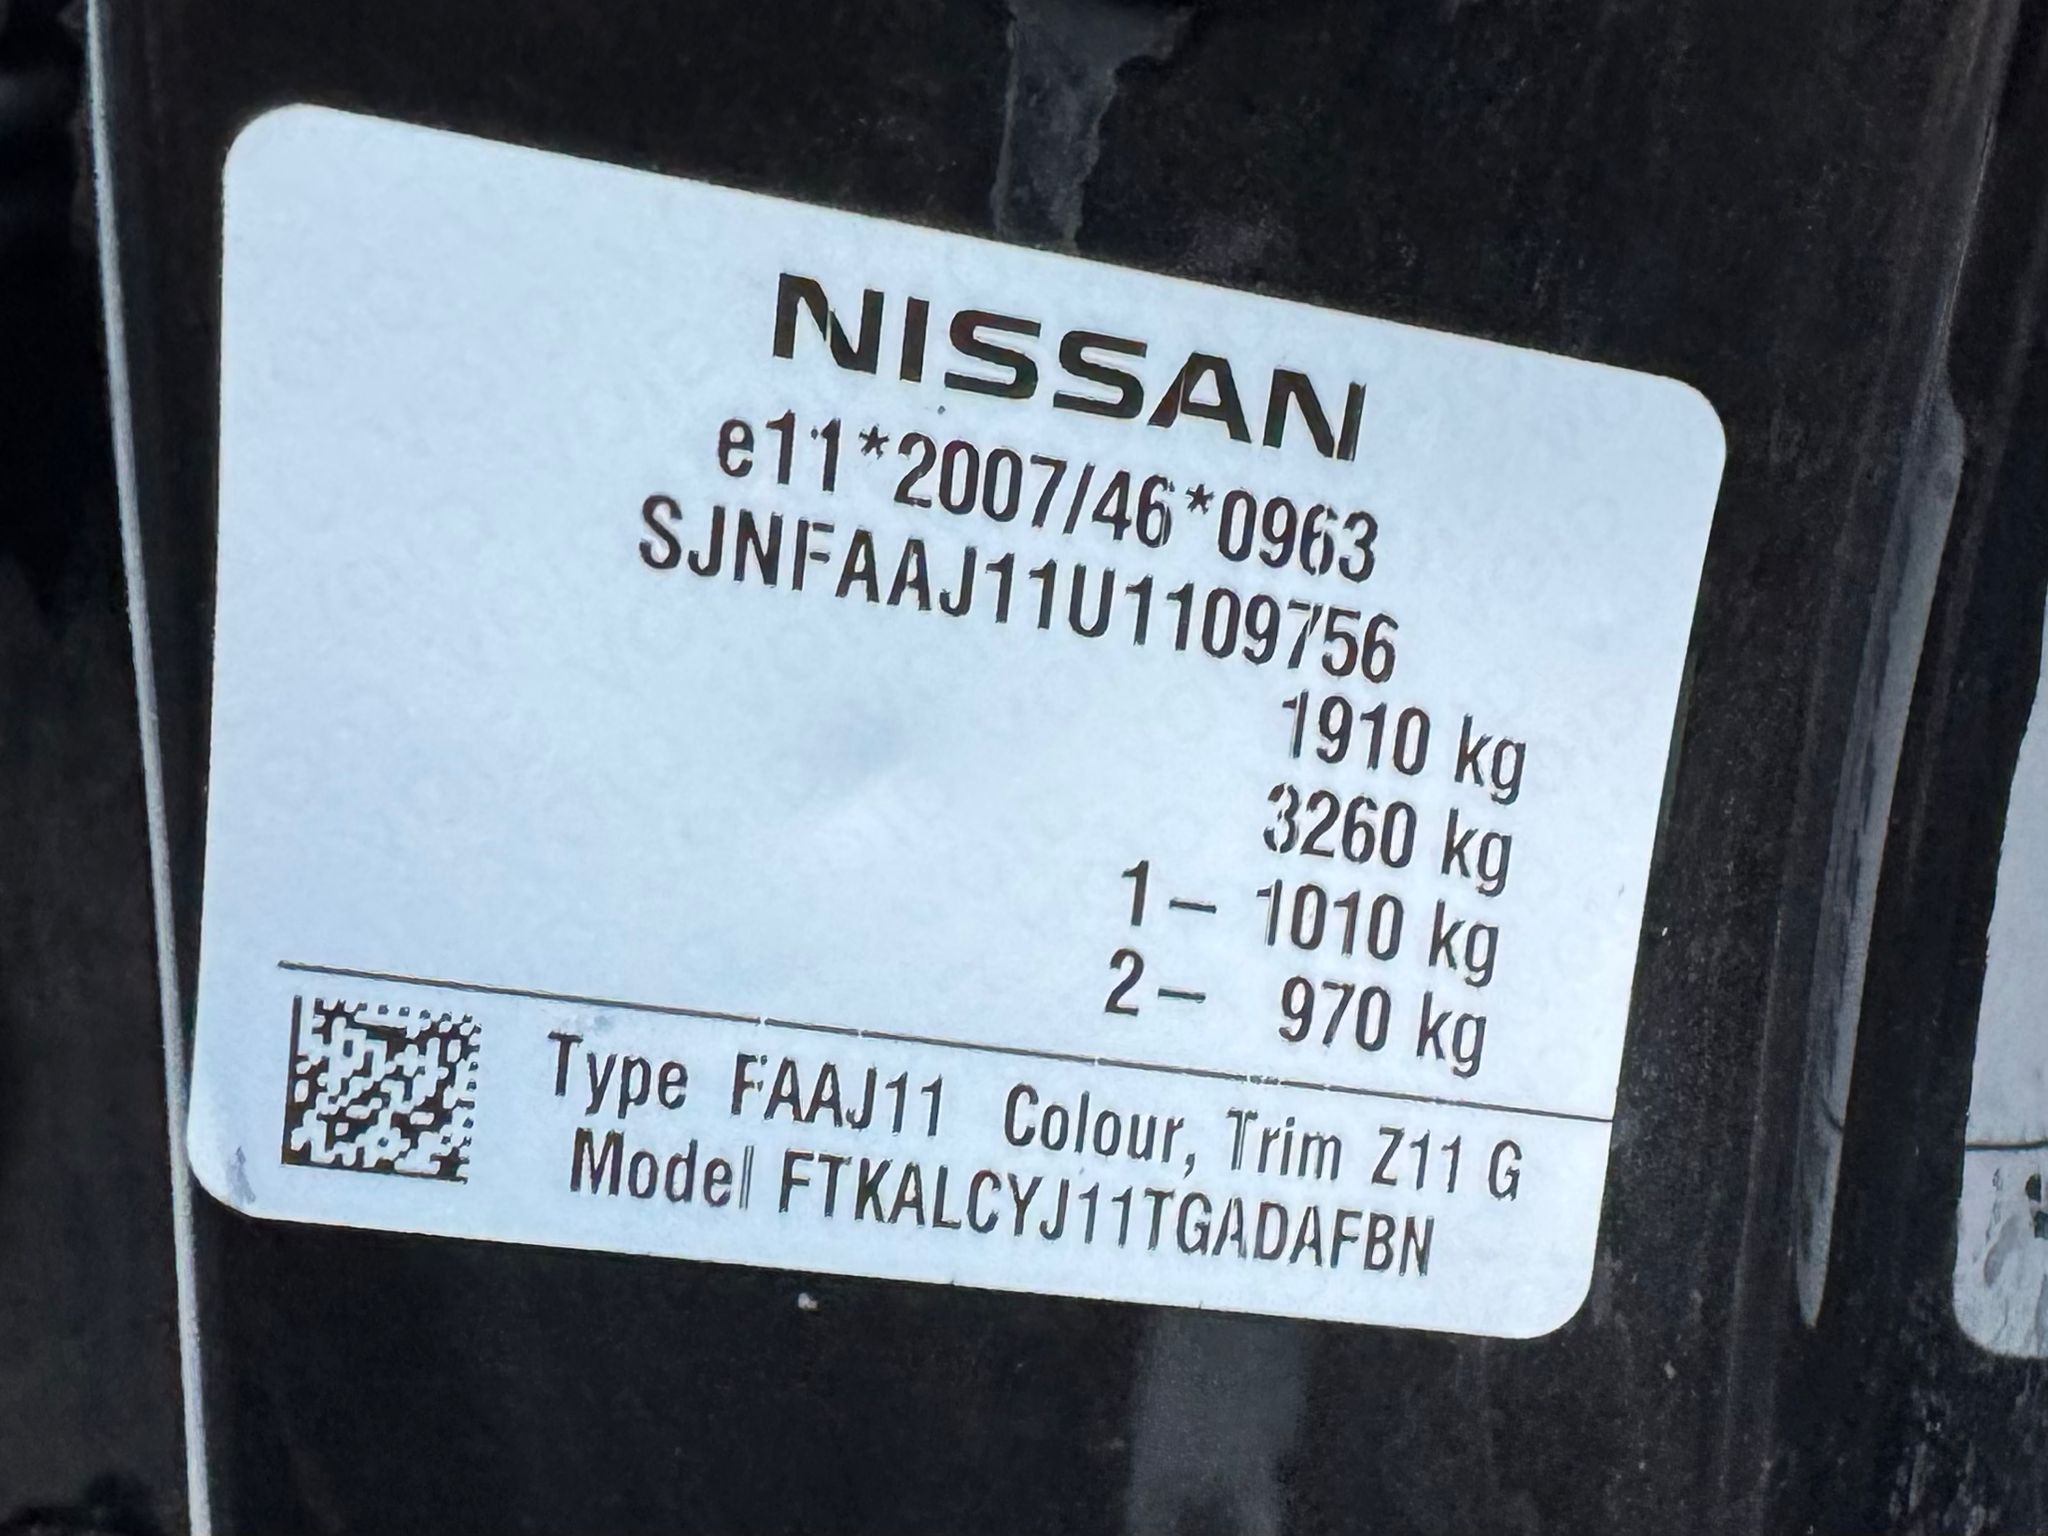 NISSAN
e11*2007/46*0963
SJNFAAJ11U1109756
1910 kg
3260 kg
1 – 1010 kg
2 – 970 kg
Type FAAJ11 Colour, Trim Z11 G
Model FTKALCYJ11TGADAFBN